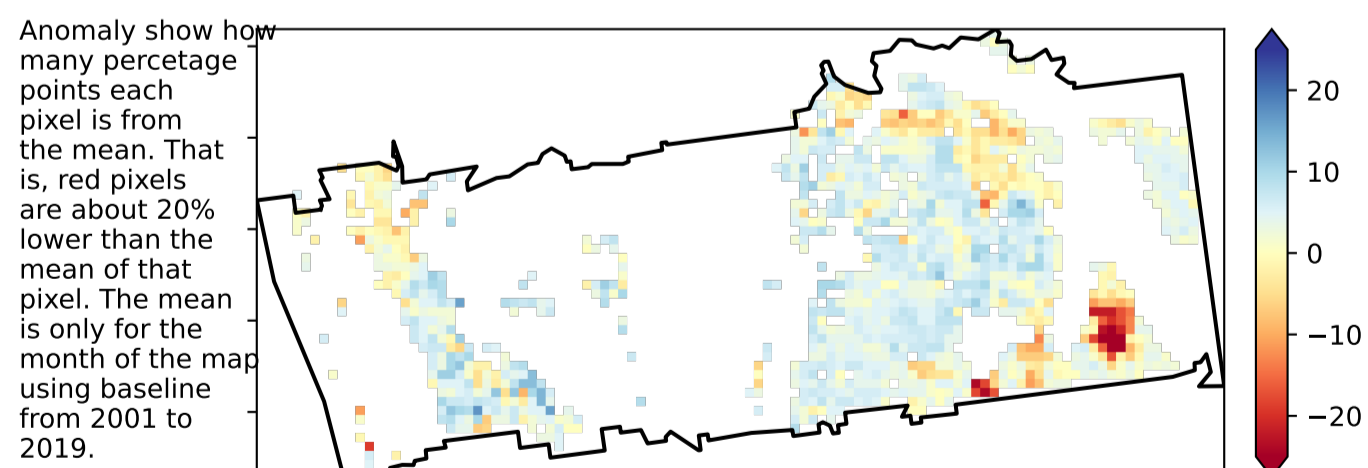 Anomaly show how
many percetage
points each
pixel is from
the mean. That
is, red pixels
are about 20%
lower than the
mean of that
pixel. The mean
is only for the
month of the map
using baseline
from 2001 to
2019.
20
10
0
−10
−20